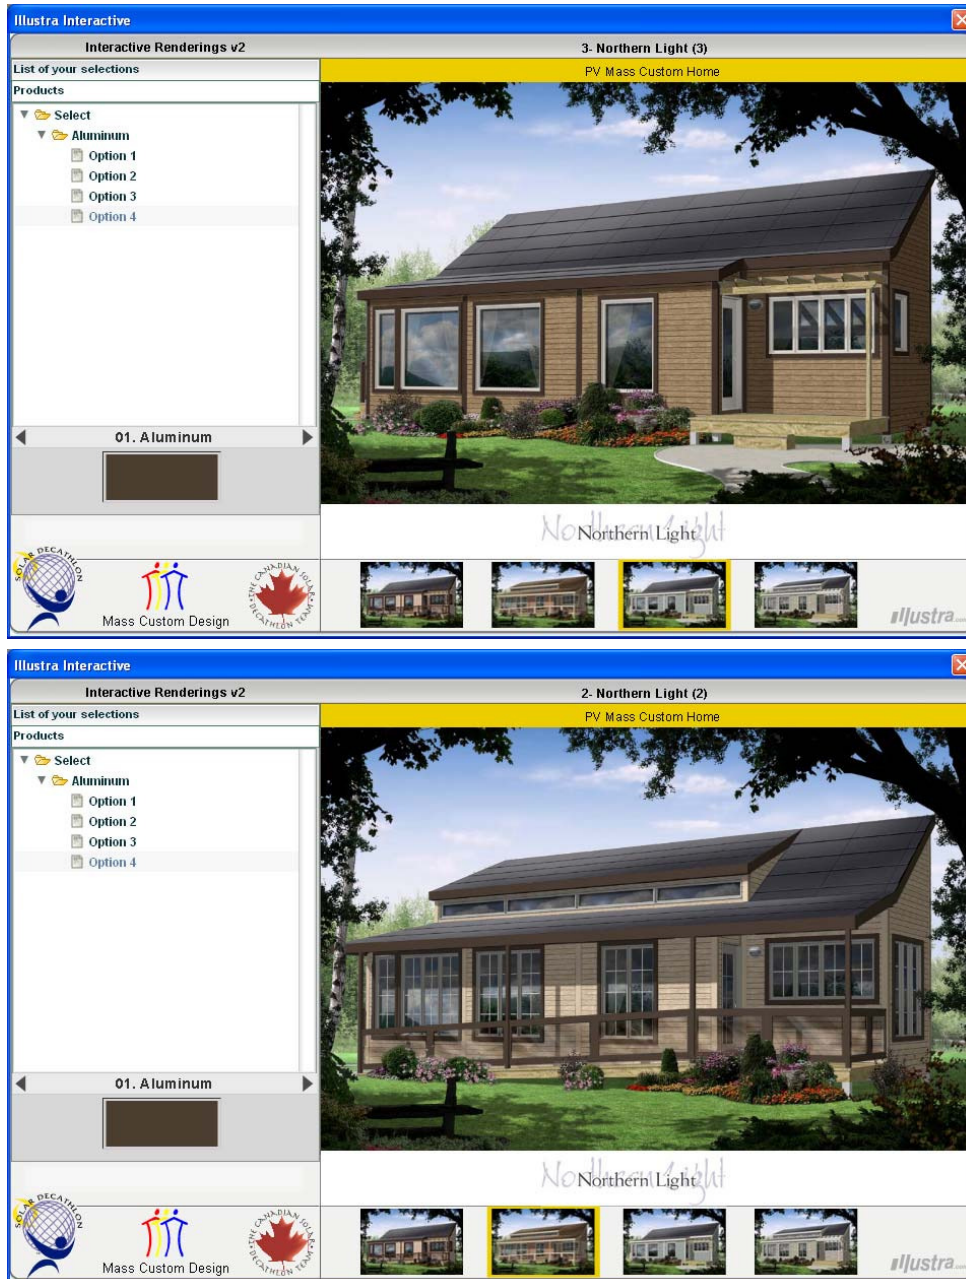 Illustra Interactive
Interactive Renderings v2
3- Northern Light (3)
List of your selections
PV Mass Custom Home
Products
Select
Aluminum
Option 1
Option 2
Option 3
Option 4
01. Aluminum
Northern Light
Northern Light
SOLAR DECATHLON
Mass Custom Design
THE CANADIAN SOLAR DECATHLON TEAM
illustra
Illustra Interactive
Interactive Renderings v2
2- Northern Light (2)
List of your selections
PV Mass Custom Home
Products
Select
Aluminum
Option 1
Option 2
Option 3
Option 4
01. Aluminum
Northern Light
Northern Light
SOLAR DECATHLON
Mass Custom Design
THE CANADIAN SOLAR DECATHLON TEAM
illustra